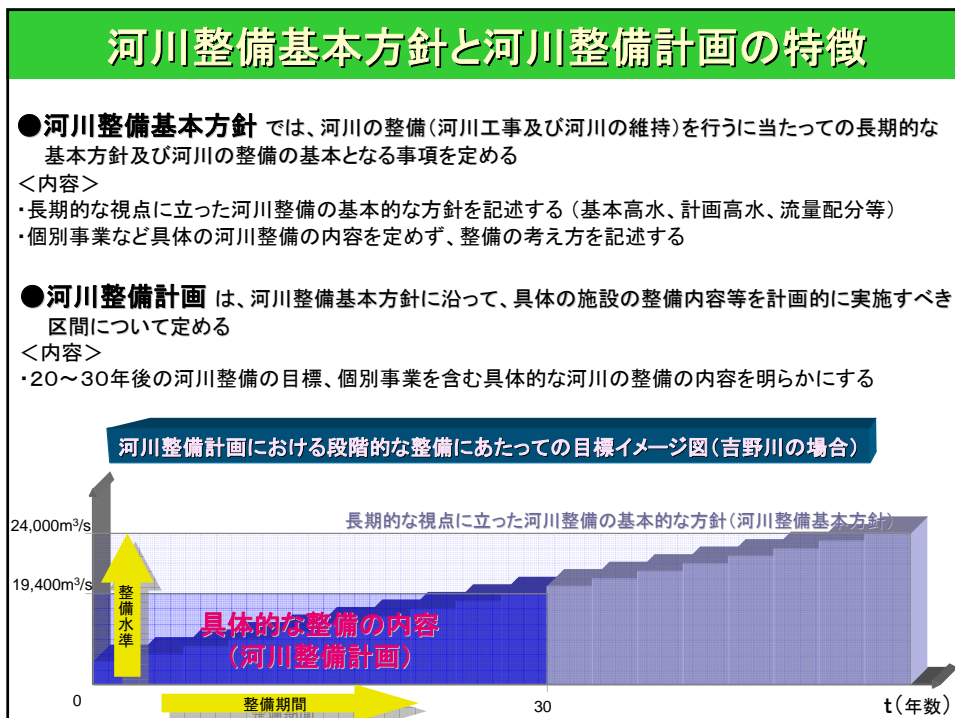 河川整備基本方針と河川整備計画の特徴
●河川整備基本方針 では、河川の整備(河川工事及び河川の維持)を行うに当たっての長期的な
基本方針及び河川の整備の基本となる事項を定める
＜内容＞
・長期的な視点に立った河川整備の基本的な方針を記述する (基本高水、計画高水、流量配分等)
・個別事業など具体の河川整備の内容を定めず、整備の考え方を記述する
●河川整備計画 は、河川整備基本方針に沿って、具体の施設の整備内容等を計画的に実施すべき
区間について定める
＜内容＞
・20～30年後の河川整備の目標、個別事業を含む具体的な河川の整備の内容を明らかにする
河川整備計画における段階的な整備にあたっての目標イメージ図(吉野川の場合)
24,000m³/s
長期的な視点に立った河川整備の基本的な方針(河川整備基本方針)
19,400m³/s
整備水準
具体的な整備の内容
(河川整備計画)
0
整備期間
30
t(年数)